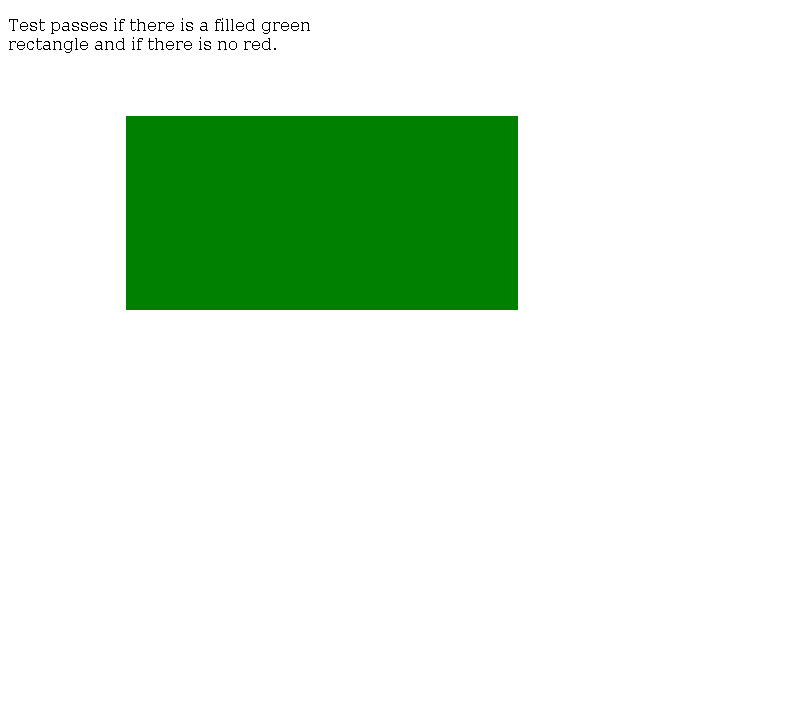 Test passes if there is a filled green
rectangle and if there is no red.